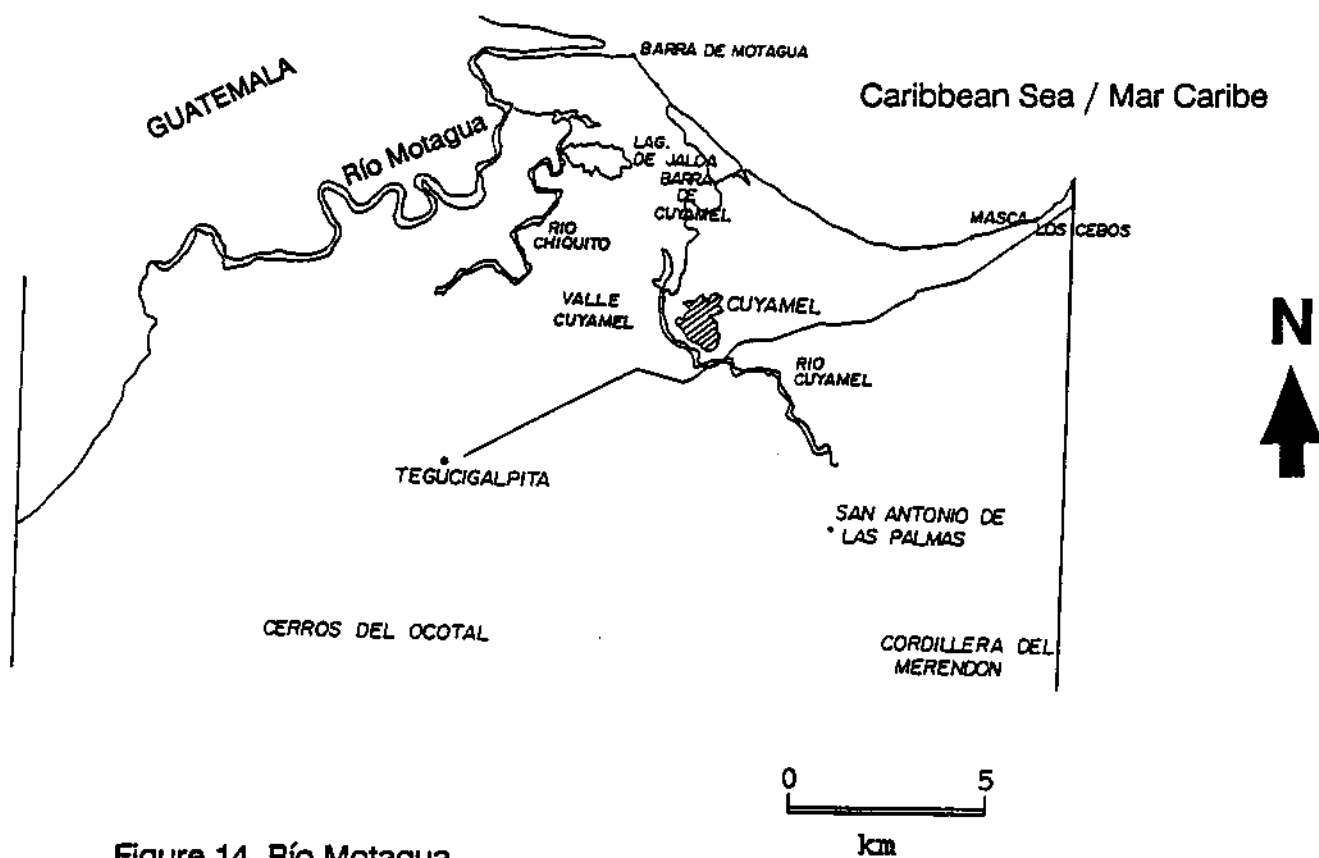 BARRA DE MOTAGUA
GUATEMALA
Caribbean Sea / Mar Caribe
Río Motagua
LAG.
DE JALOA
BARRA
DE
CUYAMEL
MASCA
LOS CEBOS
RIO
CHIQUITO
VALLE
CUYAMEL
CUYAMEL
N
RIO
CUYAMEL
TEGUCIGALPITA
SAN ANTONIO DE
LAS PALMAS
CERROS DEL OCOTAL
CORDILLERA DEL
MERENDON
0 5
km
Figure 14. Río Motagua